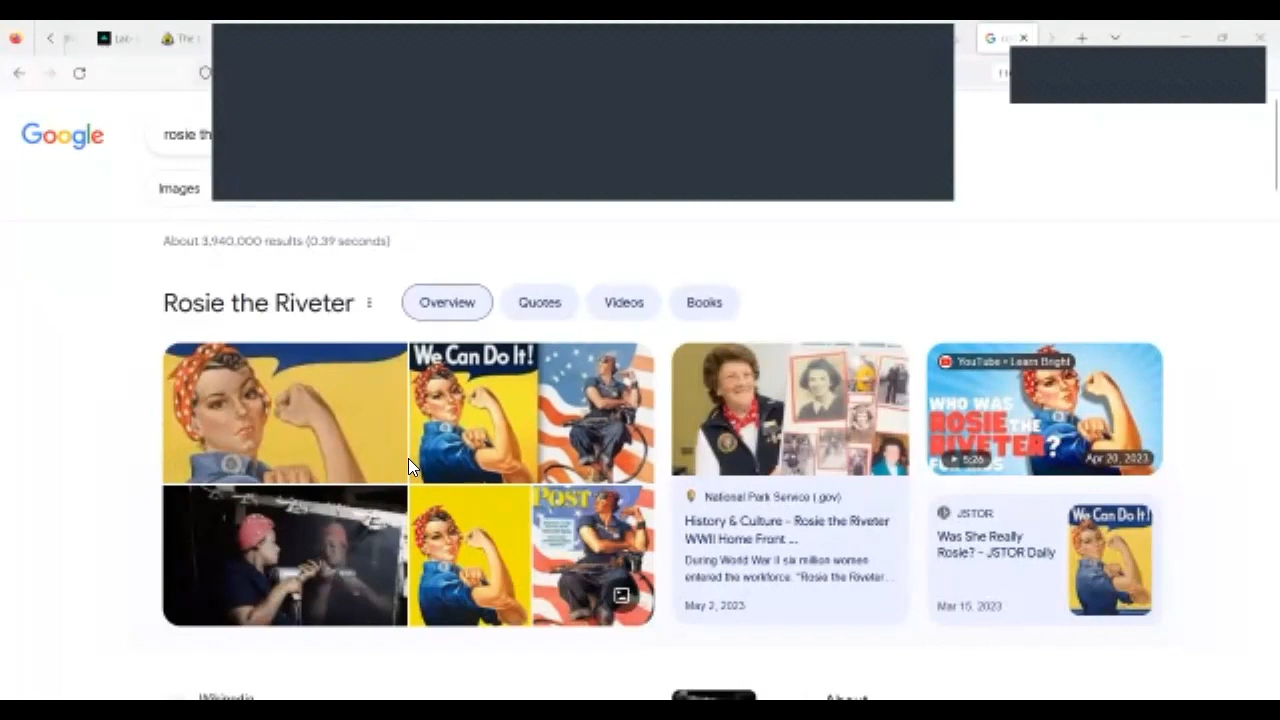 Lab
The
Google
rosie th
Images
About 3,940,000 results (0.39 seconds)
Rosie the Riveter
Overview
Quotes
Videos
Books
We Can Do It!
POST
National Park Service (.gov)
History & Culture - Rosie the Riveter
WWII Home Front ...
During World War II six million women
entered the workforce. "Rosie the Riveter...
May 2, 2023
YouTube • Learn Bright
WHO WAS
ROSIE THE
RIVETER?
FOR KIDS
5:26
Apr 20, 2023
JSTOR
Was She Really
Rosie? - JSTOR Daily
Mar 15, 2023
We Can Do It!
Wikipedia
About